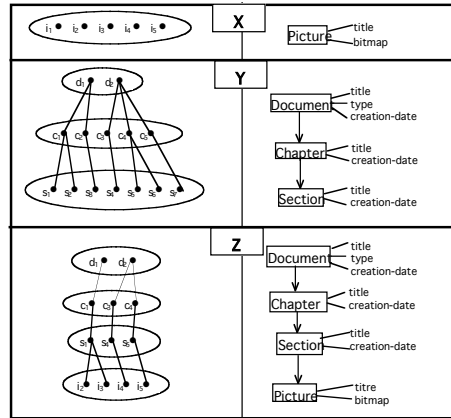 X
i1 i2 i3 i4 i5
title
Picture
bitmap
Y
d1 d2
title
Document type
creation-date
c1 c2 c3 c4 c5
Chapter title
creation-date
s1 s2 s3 s4 s5 s6 s7
title
Section
creation-date
Z
d1 d2
title
Document type
creation-date
c1 c3 c4
title
Chapter
creation-date
s1 s4 s5
title
Section
creation-date
i2 i3 i4 i5
titre
Picture
bitmap